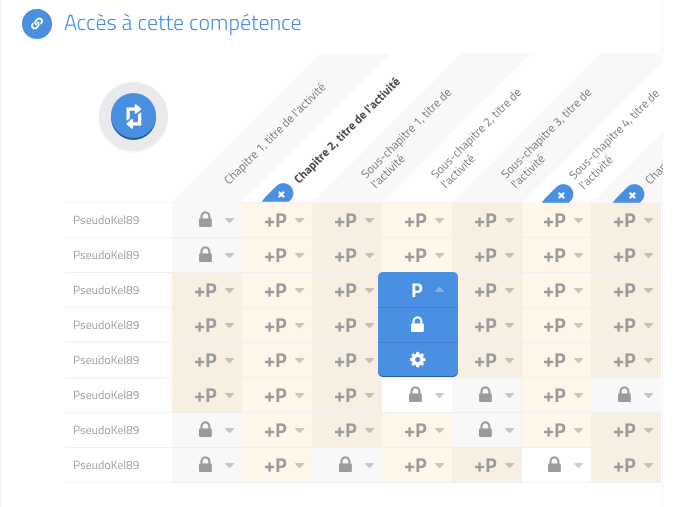 Accès à cette compétence
Chapitre 1, titre de l'activité
Chapitre 2, titre de l'activité
Sous-chapitre 1, titre de
l'activité
Sous-chapitre 2, titre de
l'activité
Sous-chapitre 3, titre de
l'activité
Sous-chapitre 4, titre de
l'activité
Cha
PseudoKel89 +P +P +P +P +P
PseudoKel89 +P +P +P +P +P +P
PseudoKel89 +P +P +P P +P +P +P
PseudoKel89 +P +P +P +P +P +P
PseudoKel89 +P +P +P +P +P +P
PseudoKel89 +P +P +P +P
PseudoKel89 +P +P +P +P +P
PseudoKel89 +P +P +P +P